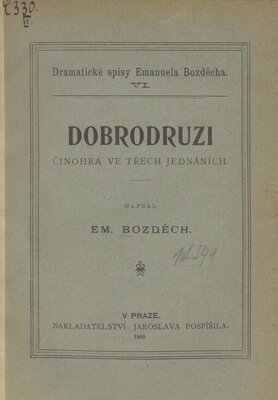 Dramatické spisy Emanuela Bozděcha.
VI.
DOBRODRUZI
ČINOHRA VE TŘECH JEDNÁNÍCH.
NAPSAL
EM. BOZDĚCH.
V PRAZE.
NAKLADATELSTVÍ JAROSLAVA POSPÍŠILA.